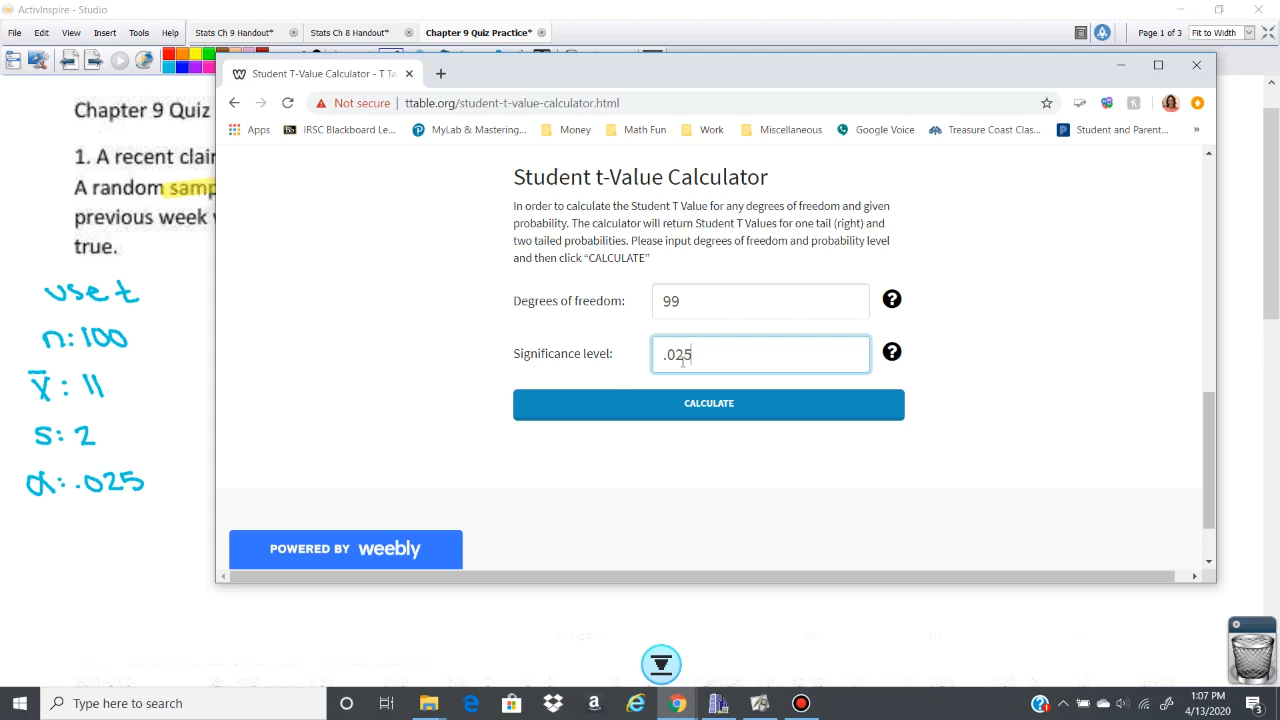 ActivInspire - Studio
File Edit View Insert Tools Help Stats Ch 9 Handout* Stats Ch 8 Handout* Chapter 9 Quiz Practice* Page 1 of 3 Fit to Width
Student T-Value Calculator - T Ta
Not secure ttable.org/student-t-value-calculator.html
Apps IRSC Blackboard Le... MyLab & Mastering... Money Math Fun Work Miscellaneous Google Voice Treasure Coast Clas... Student and Parent... »
Chapter 9 Quiz
1. A recent clair
A random samp
previous week
true.
use t
n: 100
x̄: 11
s: 2
α: .025
Student t-Value Calculator
In order to calculate the Student T Value for any degrees of freedom and given
probability. The calculator will return Student T Values for one tail (right) and
two tailed probabilities. Please input degrees of freedom and probability level
and then click “CALCULATE”
Degrees of freedom: 99 ?
Significance level: .025 ?
CALCULATE
POWERED BY weebly
Type here to search
1:07 PM
4/13/2020
3